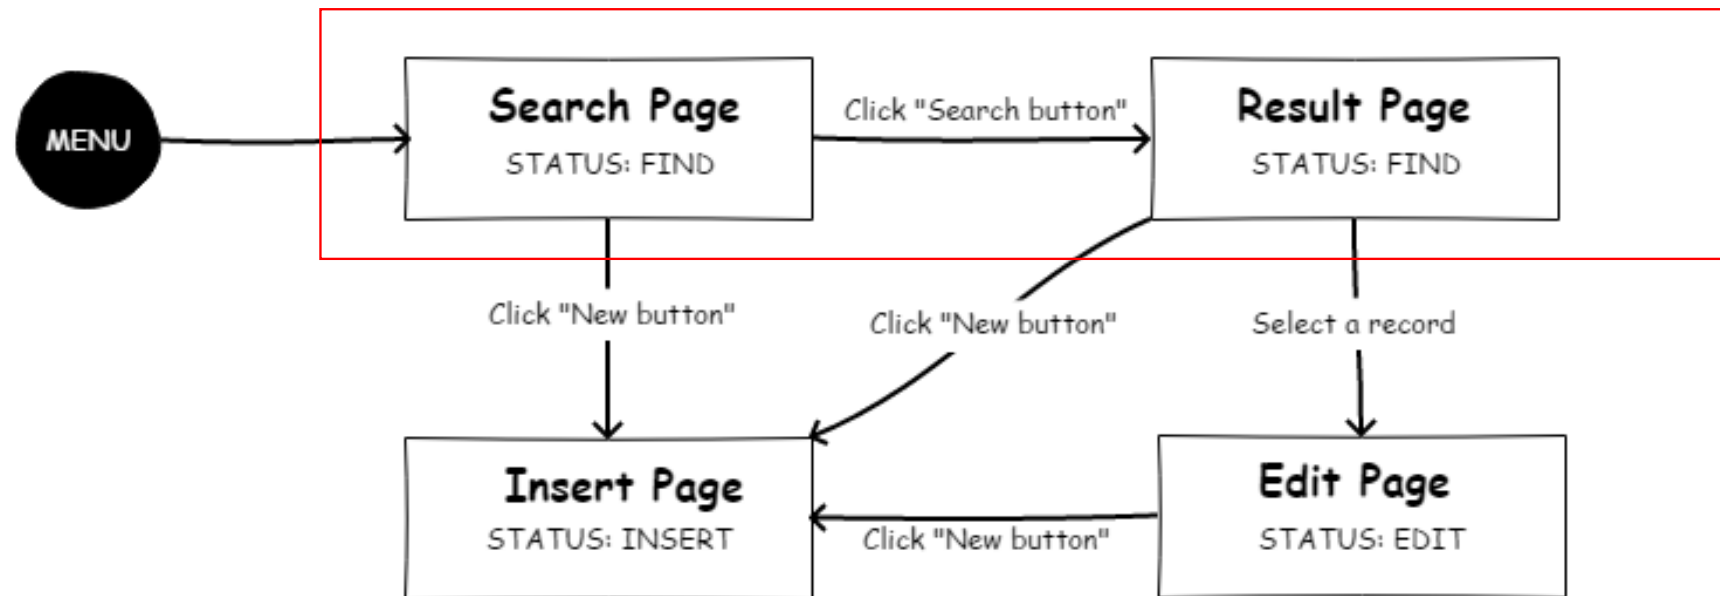 MENU
Search Page
STATUS: FIND
Click "Search button"
Result Page
STATUS: FIND
Click "New button"
Click "New button"
Select a record
Insert Page
STATUS: INSERT
Click "New button"
Edit Page
STATUS: EDIT